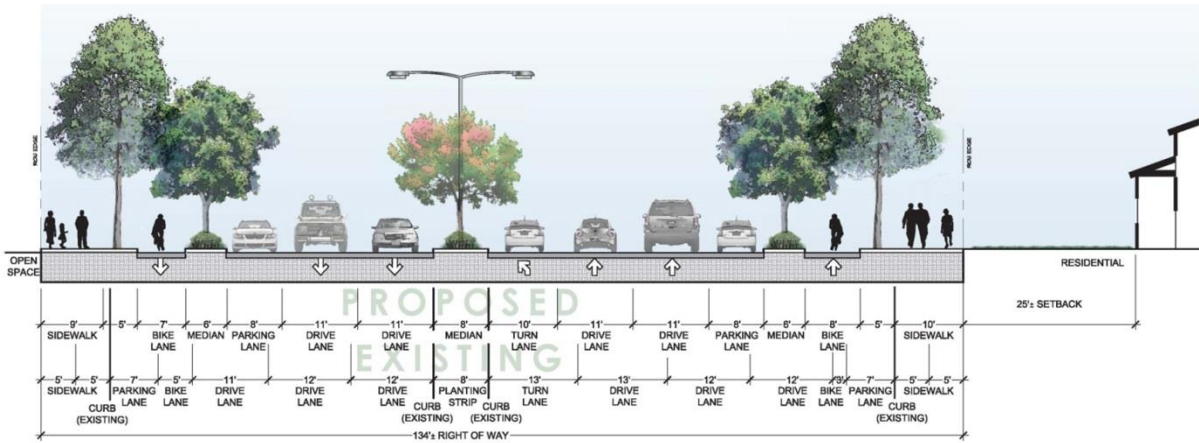 ROW EDGE
ROW EDGE
OPEN SPACE
RESIDENTIAL
25'± SETBACK
PROPOSED
9' 5' 7' 6' 8' 11' 11' 8' 10' 11' 11' 8' 6' 8' 5' 10'
SIDEWALK BIKE LANE MEDIAN PARKING LANE DRIVE LANE DRIVE LANE MEDIAN TURN LANE DRIVE LANE DRIVE LANE PARKING LANE MEDIAN BIKE LANE SIDEWALK
EXISTING
5' 5' 7' 5' 11' 12' 12' 8' 13' 13' 12' 12' 3' 7' 5' 5'
SIDEWALK PARKING LANE BIKE LANE DRIVE LANE DRIVE LANE DRIVE LANE PLANTING STRIP TURN LANE DRIVE LANE DRIVE LANE DRIVE LANE BIKE LANE PARKING LANE SIDEWALK
CURB (EXISTING) CURB (EXISTING) CURB (EXISTING) CURB (EXISTING)
134'± RIGHT OF WAY